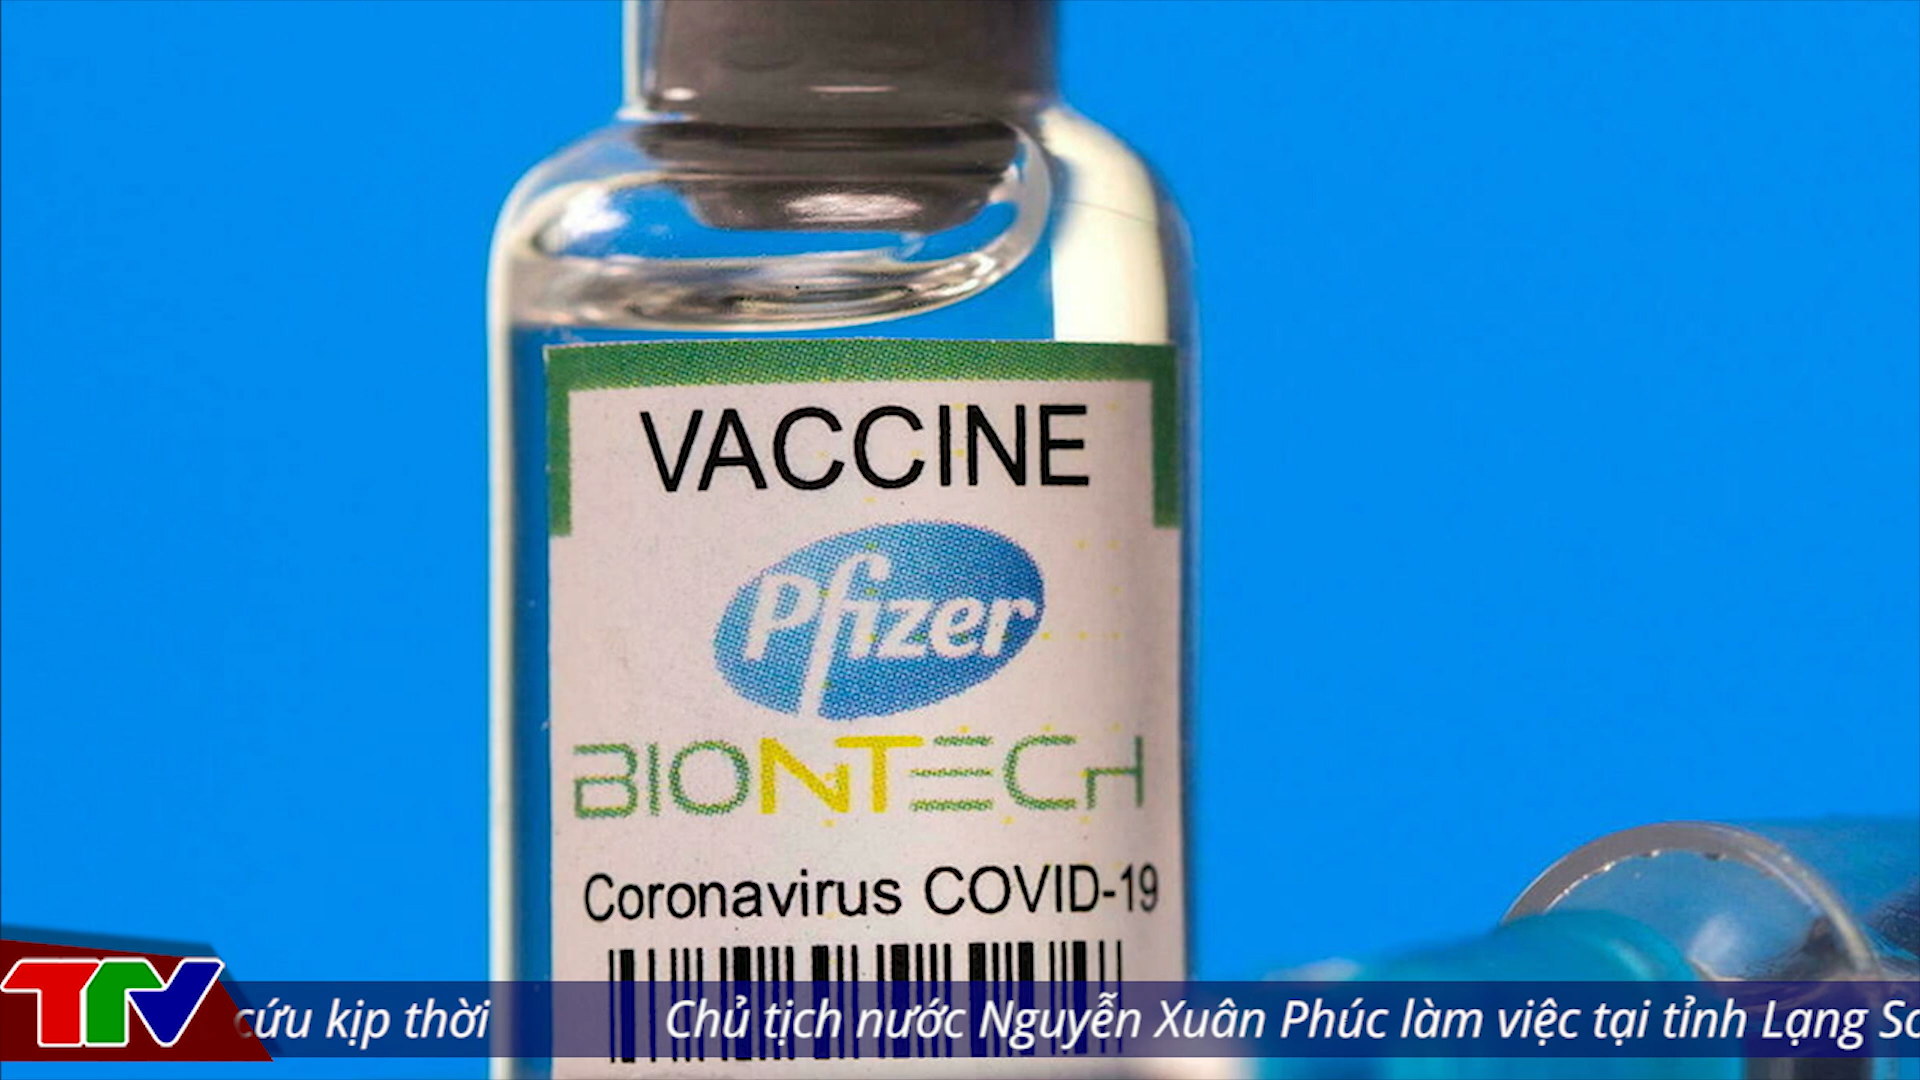 VACCINE
Pfizer
BIONTECH
Coronavirus COVID-19
TTV
cứu kịp thời Chủ tịch nước Nguyễn Xuân Phúc làm việc tại tỉnh Lạng